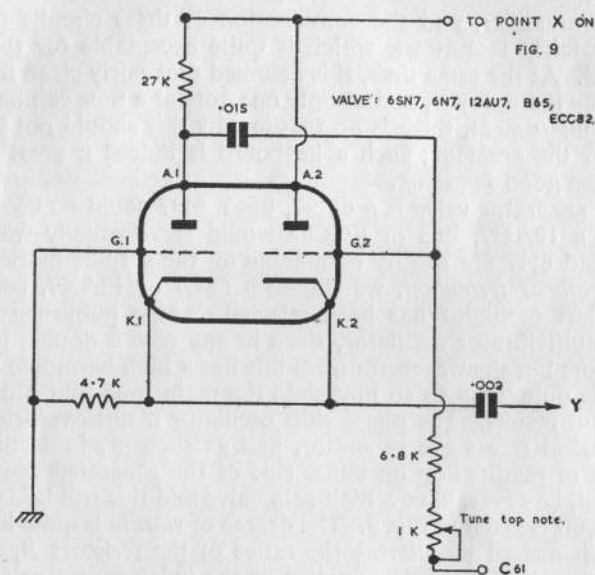 TO POINT X ON
FIG. 9
27 K
.015
VALVE: 6SN7, 6N7, 12AU7, B65,
ECC82,
A.1
A.2
G.1
G.2
K.1
K.2
4·7 K
·002
Y
6·8 K
1 K
Tune top note.
C61